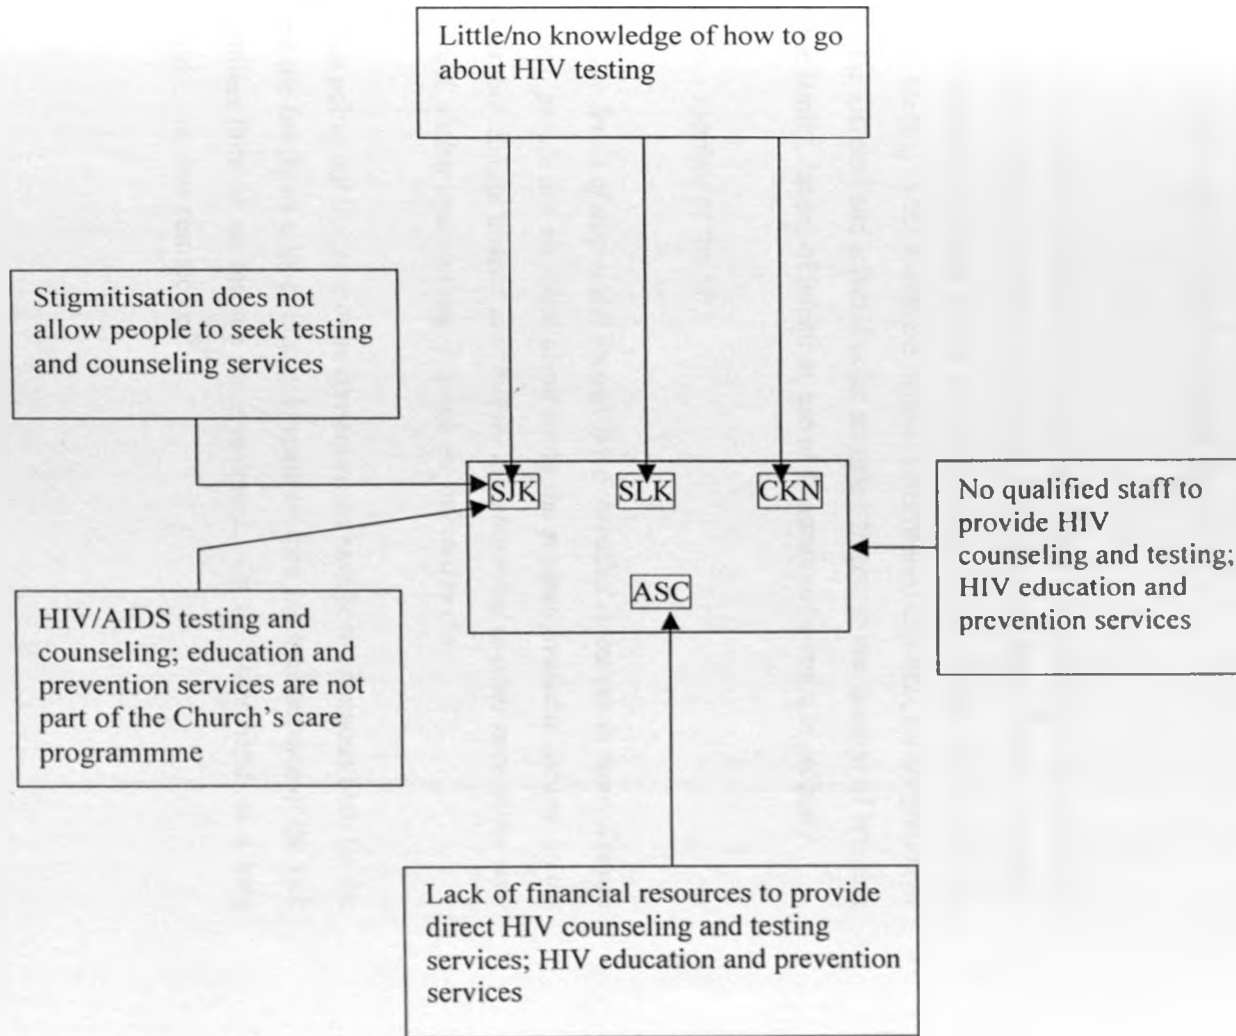 Little/no knowledge of how to go
about HIV testing
Stigmitisation does not
allow people to seek testing
and counseling services
SJK
SLK
CKN
No qualified staff to
provide HIV
counseling and testing;
HIV education and
prevention services
ASC
HIV/AIDS testing and
counseling; education and
prevention services are not
part of the Church's care
programmme
Lack of financial resources to provide
direct HIV counseling and testing
services; HIV education and prevention
services